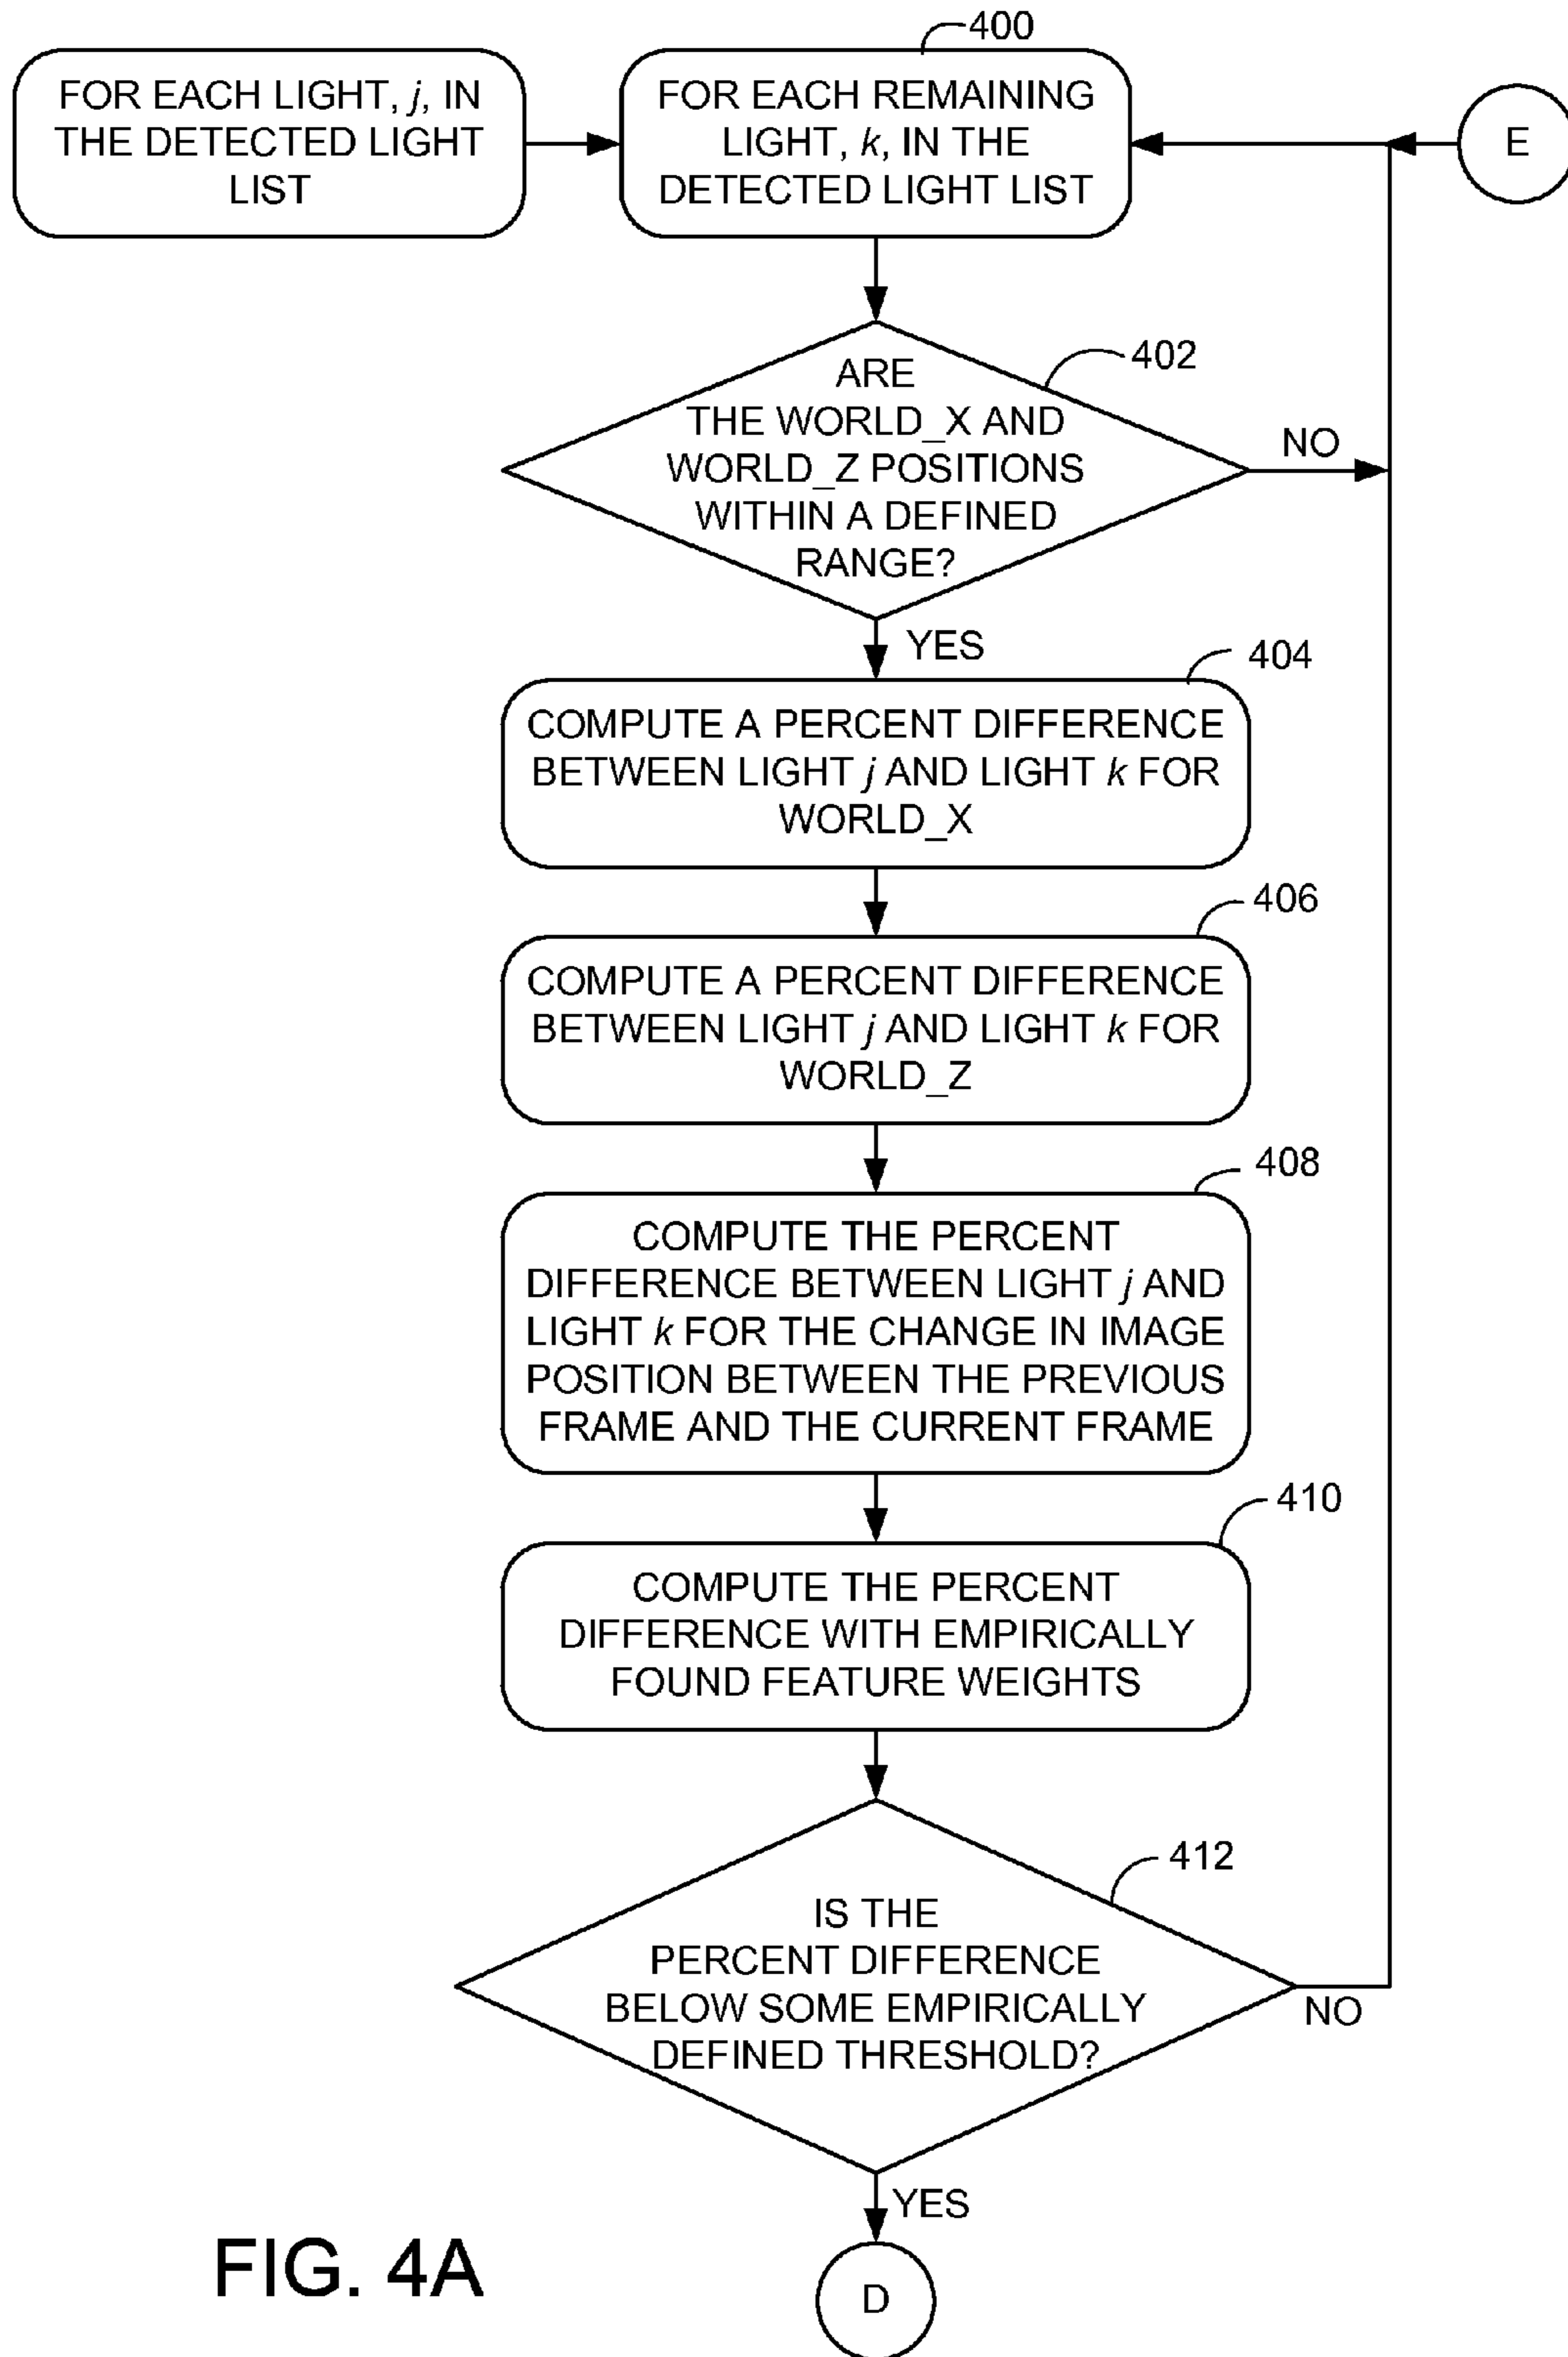 400
FOR EACH LIGHT, j, IN
THE DETECTED LIGHT
LIST
FOR EACH REMAINING
LIGHT, k, IN THE
DETECTED LIGHT LIST
E
402
ARE
THE WORLD_X AND
WORLD_Z POSITIONS
WITHIN A DEFINED
RANGE?
NO
YES
404
COMPUTE A PERCENT DIFFERENCE
BETWEEN LIGHT j AND LIGHT k FOR
WORLD_X
406
COMPUTE A PERCENT DIFFERENCE
BETWEEN LIGHT j AND LIGHT k FOR
WORLD_Z
408
COMPUTE THE PERCENT
DIFFERENCE BETWEEN LIGHT j AND
LIGHT k FOR THE CHANGE IN IMAGE
POSITION BETWEEN THE PREVIOUS
FRAME AND THE CURRENT FRAME
410
COMPUTE THE PERCENT
DIFFERENCE WITH EMPIRICALLY
FOUND FEATURE WEIGHTS
412
IS THE
PERCENT DIFFERENCE
BELOW SOME EMPIRICALLY
DEFINED THRESHOLD?
NO
YES
D
FIG. 4A